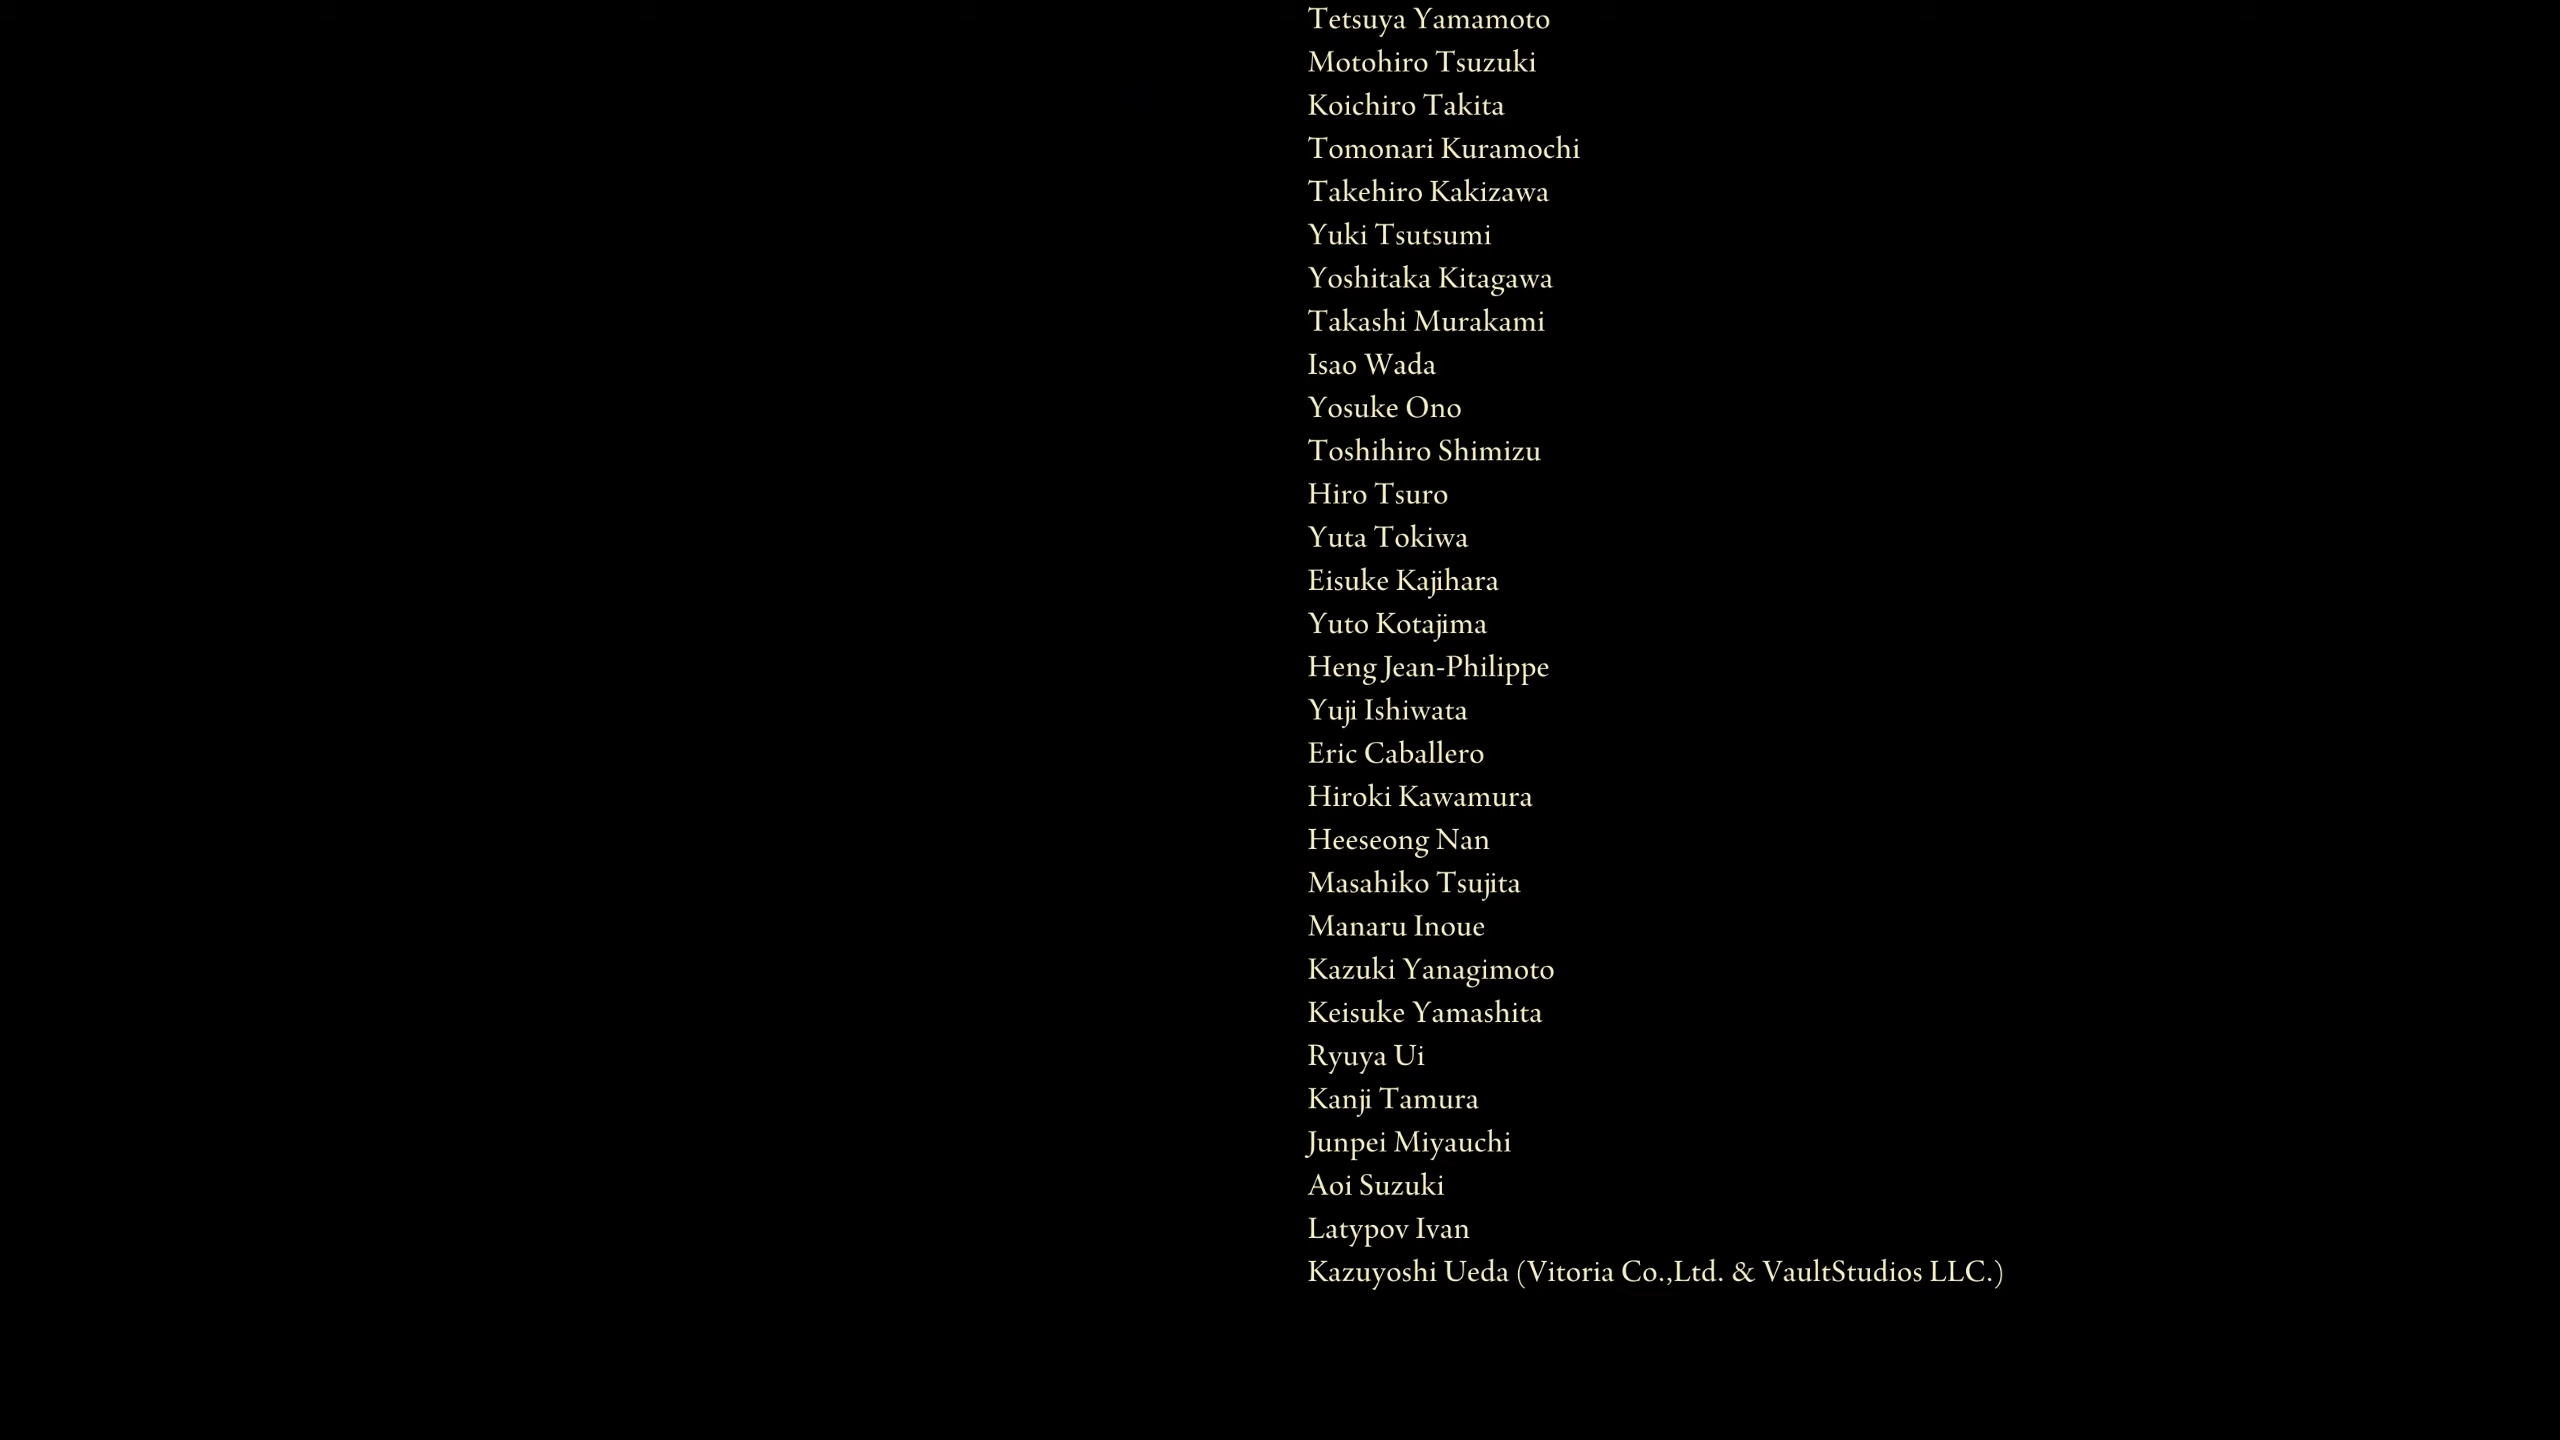 Tetsuya Yamamoto
Motohiro Tsuzuki
Koichiro Takita
Tomonari Kuramochi
Takehiro Kakizawa
Yuki Tsutsumi
Yoshitaka Kitagawa
Takashi Murakami
Isao Wada
Yosuke Ono
Toshihiro Shimizu
Hiro Tsuro
Yuta Tokiwa
Eisuke Kajihara
Yuto Kotajima
Heng Jean-Philippe
Yuji Ishiwata
Eric Caballero
Hiroki Kawamura
Heeseong Nan
Masahiko Tsujita
Manaru Inoue
Kazuki Yanagimoto
Keisuke Yamashita
Ryuya Ui
Kanji Tamura
Junpei Miyauchi
Aoi Suzuki
Latypov Ivan
Kazuyoshi Ueda (Vitoria Co.,Ltd. & VaultStudios LLC.)